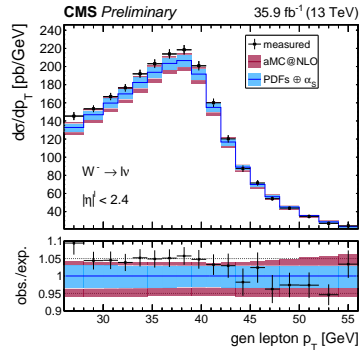 CMS Preliminary 35.9 fb⁻¹ (13 TeV)
dσ/dp_T [pb/GeV]
240
220
200
180
160
140
120
100
80
60
40
measured
aMC@NLO
PDFs ⊕ α_S
W⁻ → lν
|η^l| < 2.4
obs./exp.
1.1
1.05
1
0.95
0.9
30 35 40 45 50 55
gen lepton p_T [GeV]